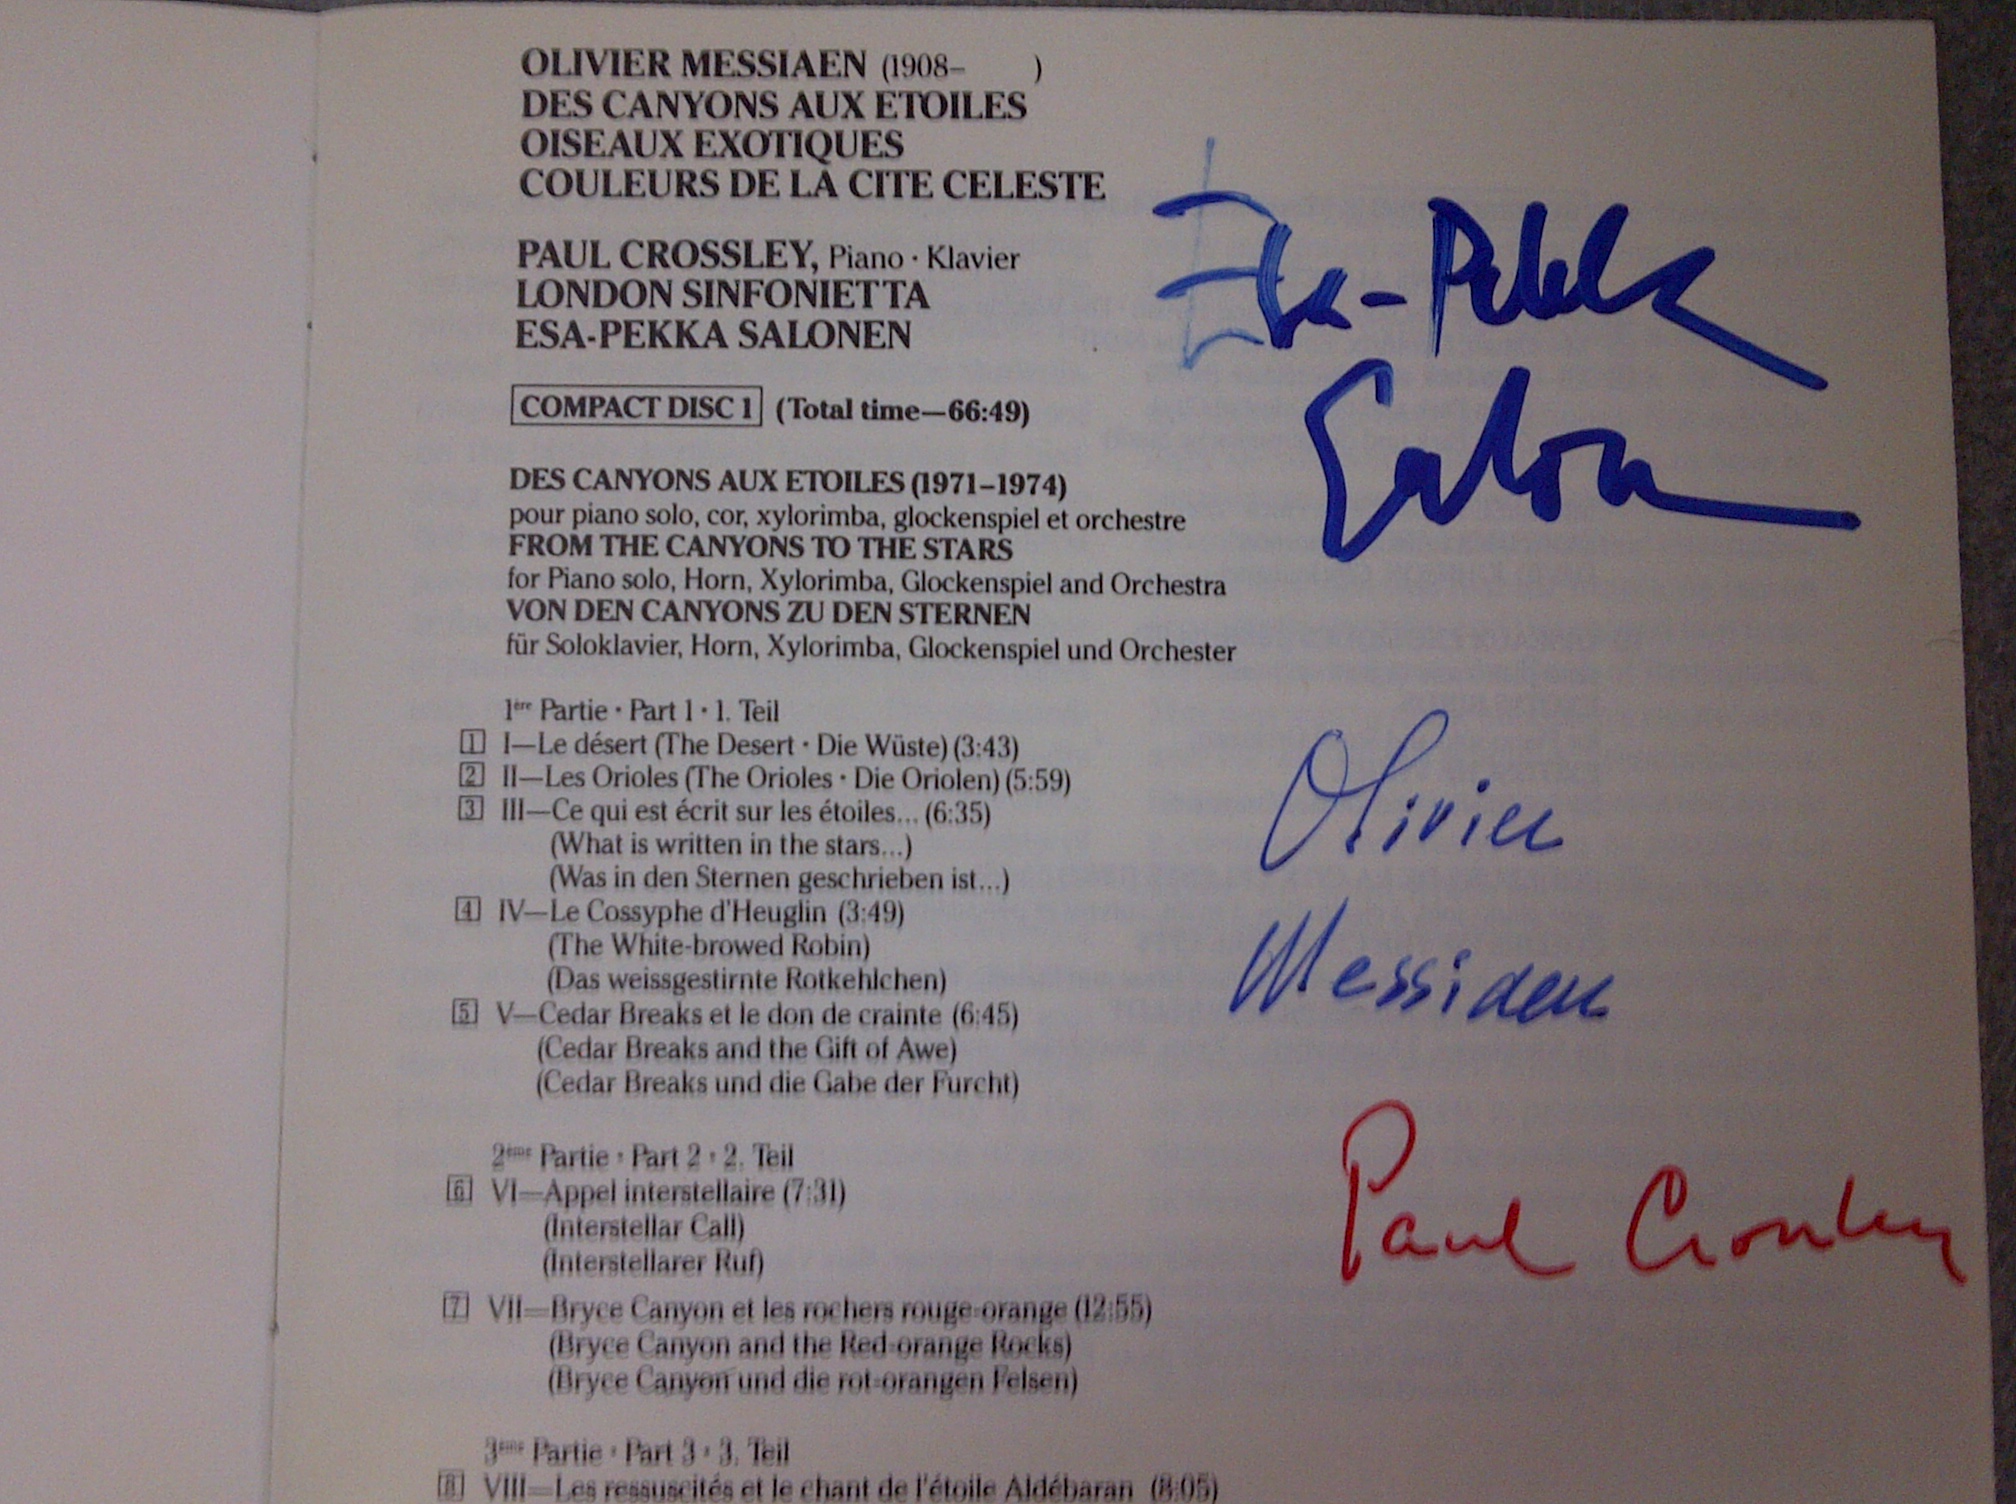 OLIVIER MESSIAEN (1908– )
DES CANYONS AUX ETOILES
OISEAUX EXOTIQUES
COULEURS DE LA CITE CELESTE
PAUL CROSSLEY, Piano · Klavier
LONDON SINFONIETTA
ESA-PEKKA SALONEN
COMPACT DISC 1 (Total time—66:49)
DES CANYONS AUX ETOILES (1971–1974)
pour piano solo, cor, xylorimba, glockenspiel et orchestre
FROM THE CANYONS TO THE STARS
for Piano solo, Horn, Xylorimba, Glockenspiel and Orchestra
VON DEN CANYONS ZU DEN STERNEN
für Soloklavier, Horn, Xylorimba, Glockenspiel und Orchester
1ère Partie · Part 1 · 1. Teil
1 I—Le désert (The Desert · Die Wüste) (3:43)
2 II—Les Orioles (The Orioles · Die Oriolen) (5:59)
3 III—Ce qui est écrit sur les étoiles... (6:35)
(What is written in the stars...)
(Was in den Sternen geschrieben ist...)
4 IV—Le Cossyphe d'Heuglin (3:49)
(The White-browed Robin)
(Das weissgestirnte Rotkehlchen)
5 V—Cedar Breaks et le don de crainte (6:45)
(Cedar Breaks and the Gift of Awe)
(Cedar Breaks und die Gabe der Furcht)
2ème Partie · Part 2 · 2. Teil
6 VI—Appel interstellaire (7:31)
(Interstellar Call)
(Interstellarer Ruf)
7 VII—Bryce Canyon et les rochers rouge-orange (12:55)
(Bryce Canyon and the Red-orange Rocks)
(Bryce Canyon und die rot-orangen Felsen)
3ème Partie · Part 3 · 3. Teil
8 VIII—Les ressuscités et le chant de l'étoile Aldébaran (8:05)
Esa-Pekka
Salonen
Olivier
Messiaen
Paul Crossley